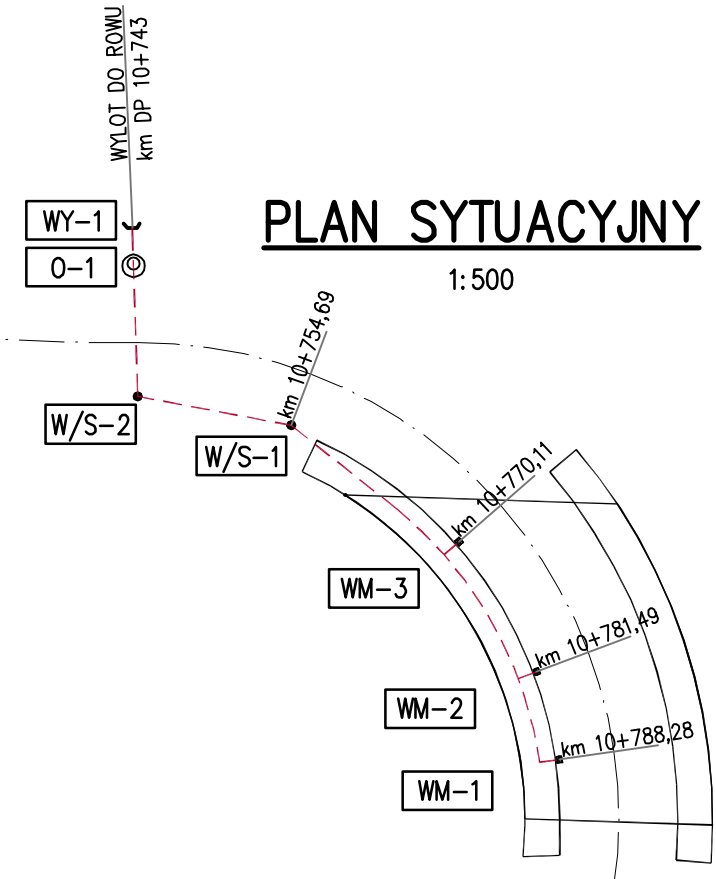 WYLOT DO ROWU
km DP 10+743
WY-1
O-1
PLAN SYTUACYJNY
1:500
km 10+754,69
W/S-2
W/S-1
km 10+770,11
WM-3
km 10+781,49
WM-2
km 10+788,28
WM-1